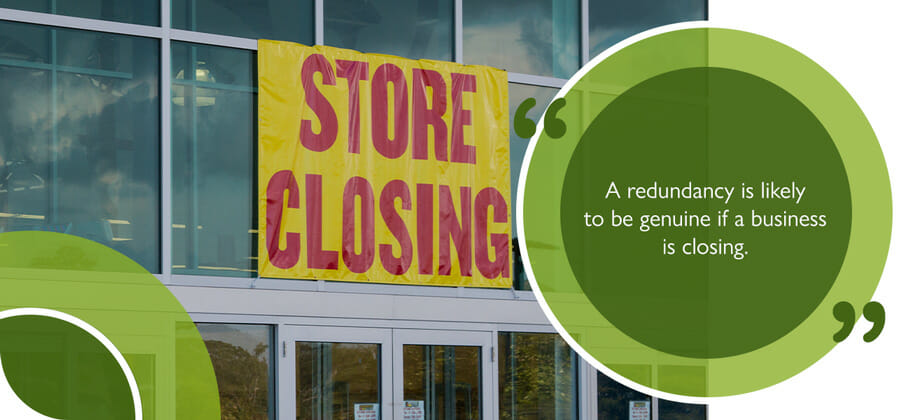 STORE
CLOSING
“
A redundancy is likely
to be genuine if a business
is closing.
”